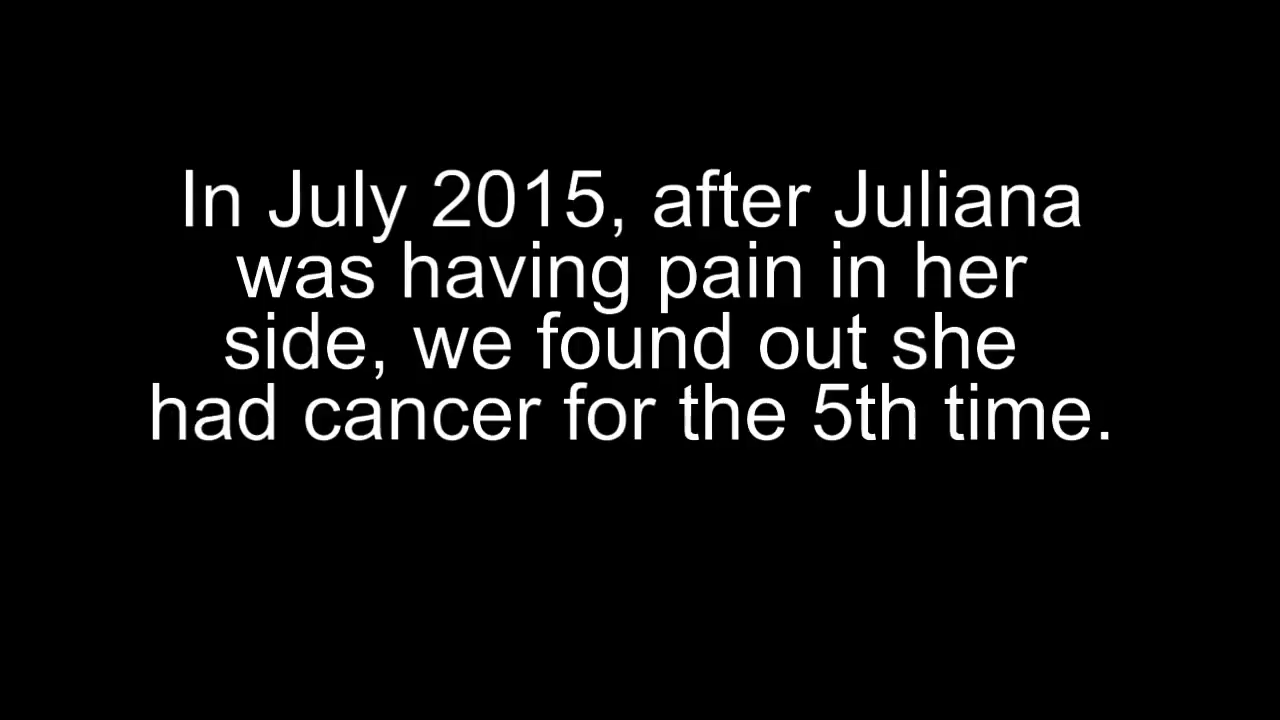 In July 2015, after Juliana
was having pain in her
side, we found out she
had cancer for the 5th time.